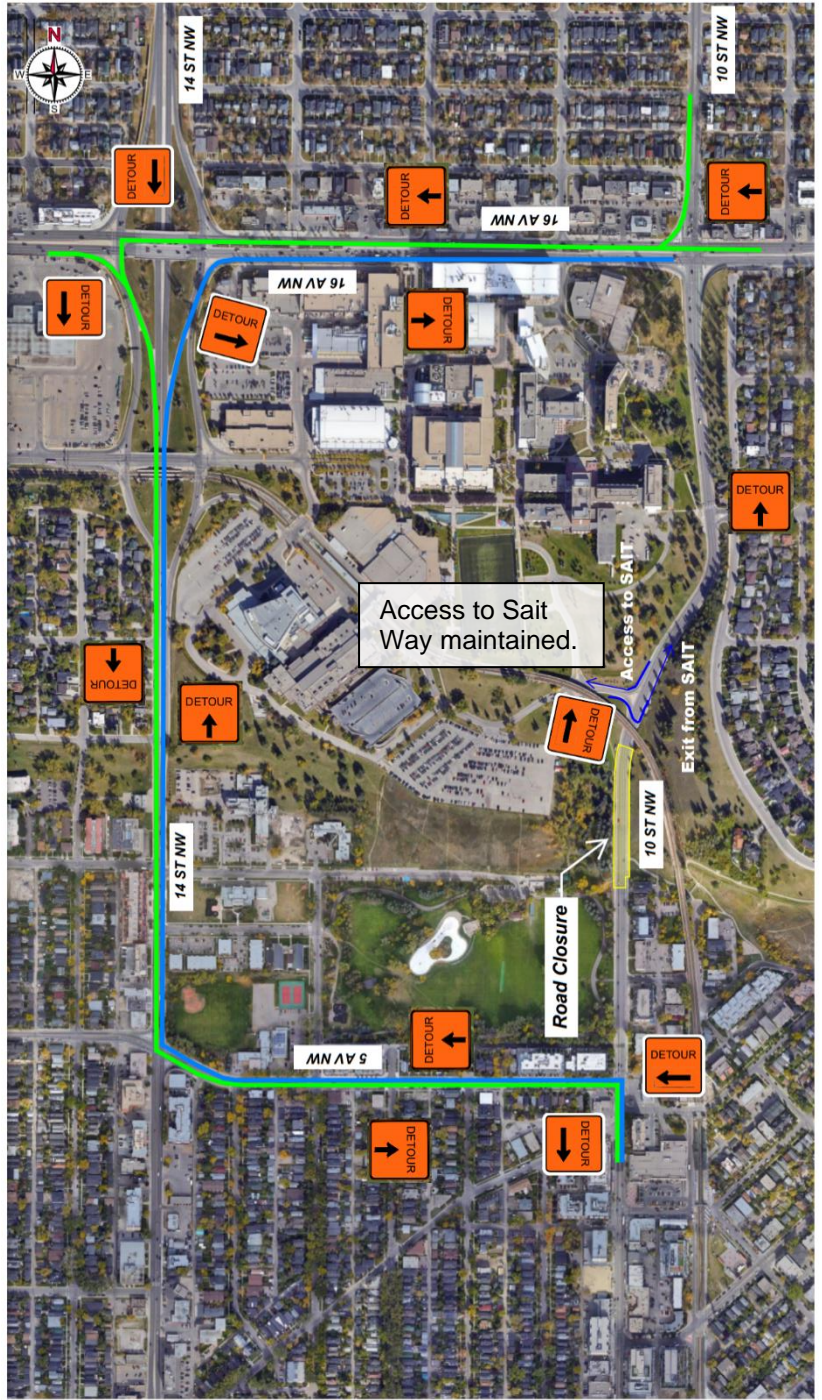 N
W
E
S
14 ST NW
10 ST NW
DETOUR
DETOUR
DETOUR
16 AV NW
DETOUR
DETOUR
16 AV NW
DETOUR
DETOUR
Access to Sait
Way maintained.
Access to SAIT
Exit from SAIT
DETOUR
DETOUR
DETOUR
14 ST NW
10 ST NW
Road Closure
5 AV NW
DETOUR
DETOUR
DETOUR
DETOUR